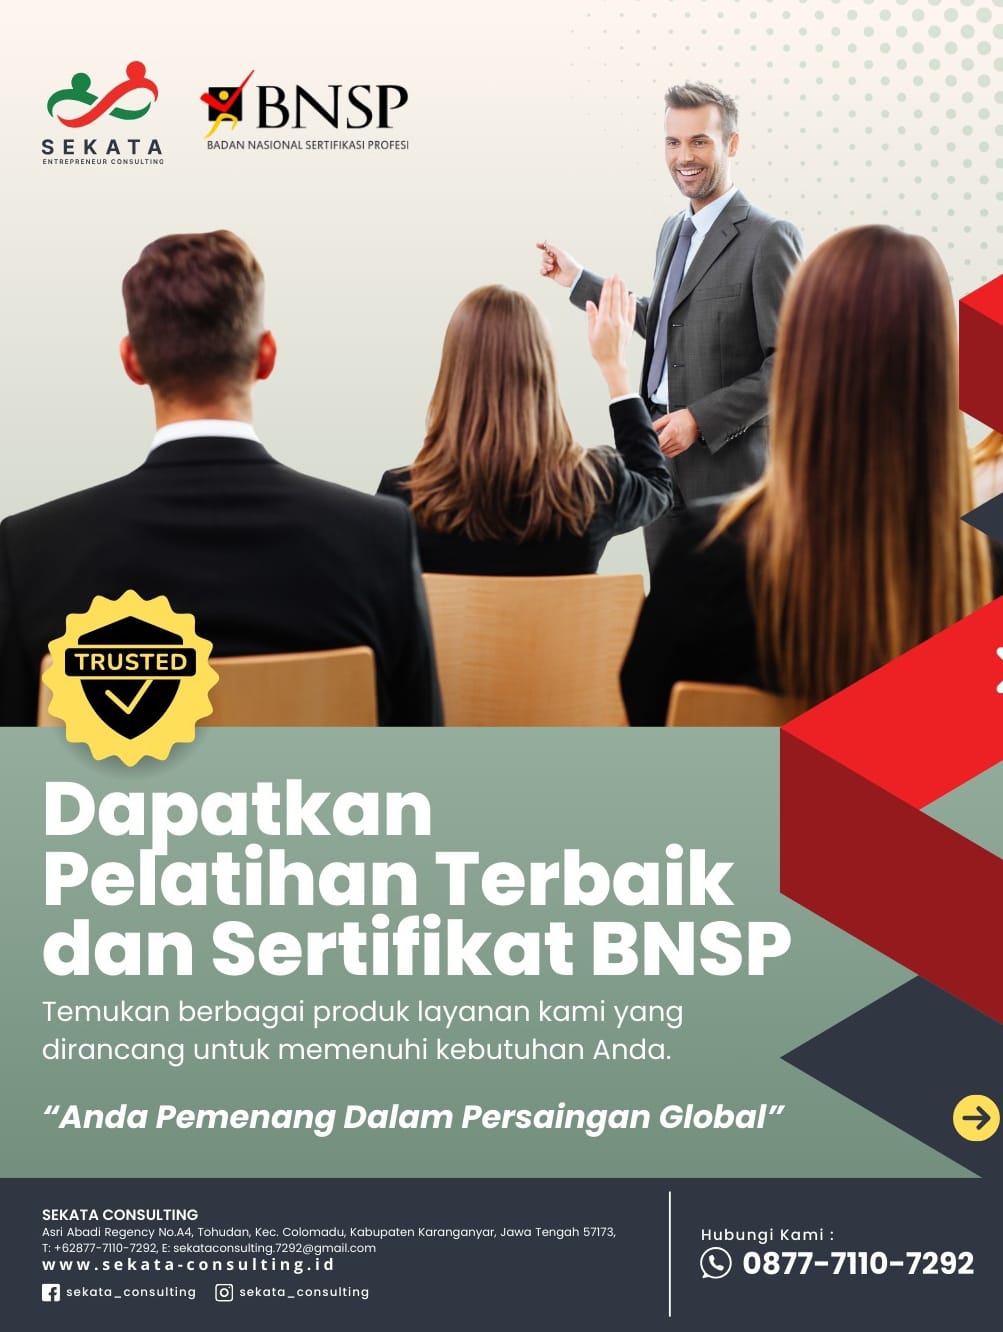 SEKATA
ENTREPRENEUR CONSULTING
BNSP
BADAN NASIONAL SERTIFIKASI PROFESI
TRUSTED
Dapatkan
Pelatihan Terbaik
dan Sertifikat BNSP
Temukan berbagai produk layanan kami yang
dirancang untuk memenuhi kebutuhan Anda.
“Anda Pemenang Dalam Persaingan Global”
SEKATA CONSULTING
Asri Abadi Regency No.A4, Tohudan, Kec. Colomadu, Kabupaten Karanganyar, Jawa Tengah 57173,
T: +62877-7110-7292, E: sekataconsulting.7292@gmail.com
www.sekata-consulting.id
sekata_consulting sekata_consulting
Hubungi Kami :
0877-7110-7292